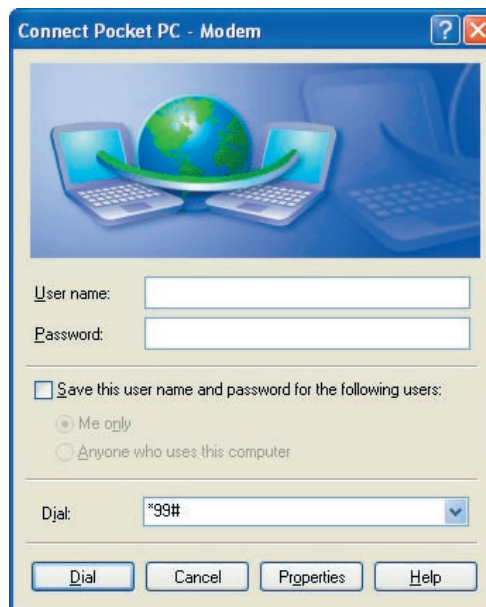 Connect Pocket PC - Modem
User name:
Password:
Save this user name and password for the following users:
Me only
Anyone who uses this computer
Dial: *99#
Dial Cancel Properties Help